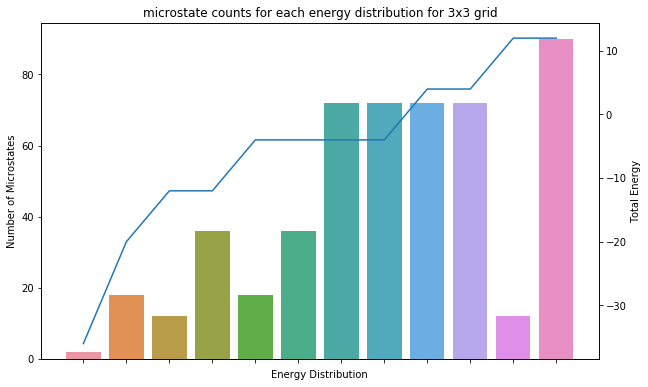 microstate counts for each energy distribution for 3x3 grid
Number of Microstates
80
60
40
20
0
10
0
−10
−20
−30
Total Energy
Energy Distribution